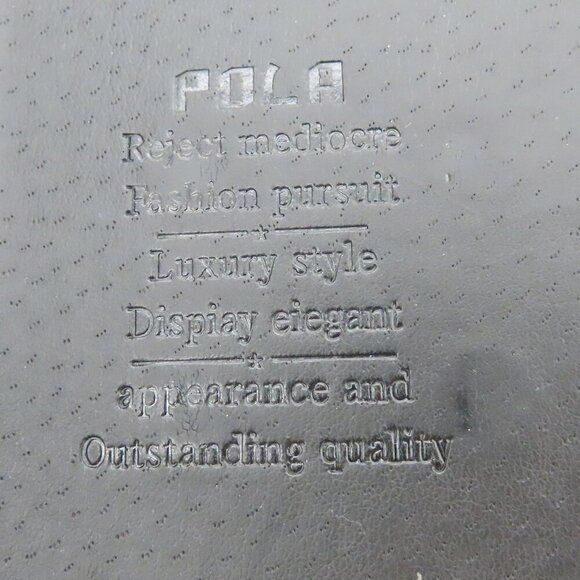 POLA
Reject mediocre
Fashion pursuit
Luxury style
Dispiay eiegant
appearance and
Outstanding quality